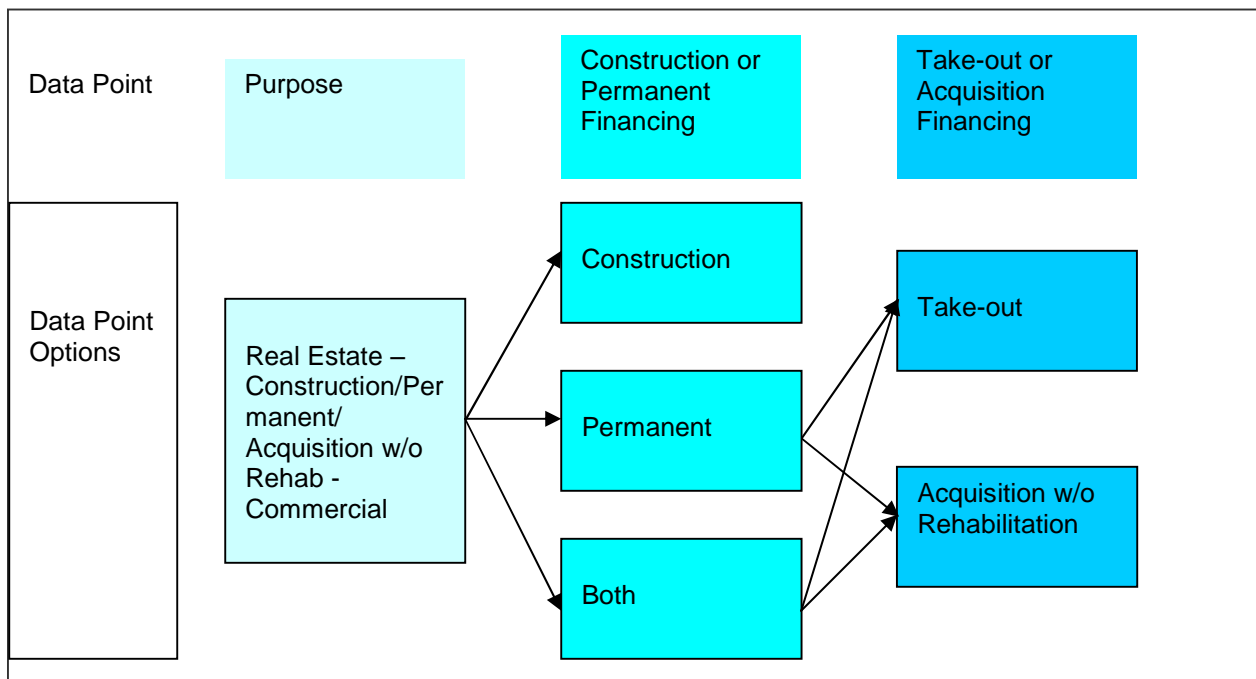 Data Point
Purpose
Construction or
Permanent
Financing
Take-out or
Acquisition
Financing
Data Point
Options
Real Estate –
Construction/Per
manent/
Acquisition w/o
Rehab -
Commercial
Construction
Permanent
Both
Take-out
Acquisition w/o
Rehabilitation